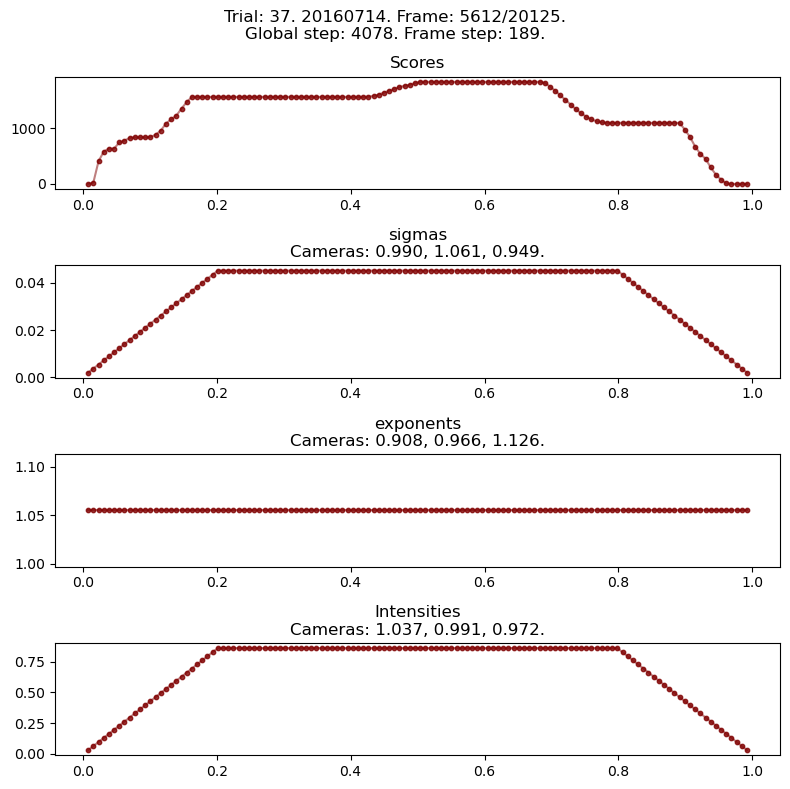 Trial: 37. 20160714. Frame: 5612/20125.
Global step: 4078. Frame step: 189.
Scores
1000
0
0.0 0.2 0.4 0.6 0.8 1.0
sigmas
Cameras: 0.990, 1.061, 0.949.
0.04
0.02
0.00
0.0 0.2 0.4 0.6 0.8 1.0
exponents
Cameras: 0.908, 0.966, 1.126.
1.10
1.05
1.00
0.0 0.2 0.4 0.6 0.8 1.0
Intensities
Cameras: 1.037, 0.991, 0.972.
0.75
0.50
0.25
0.00
0.0 0.2 0.4 0.6 0.8 1.0